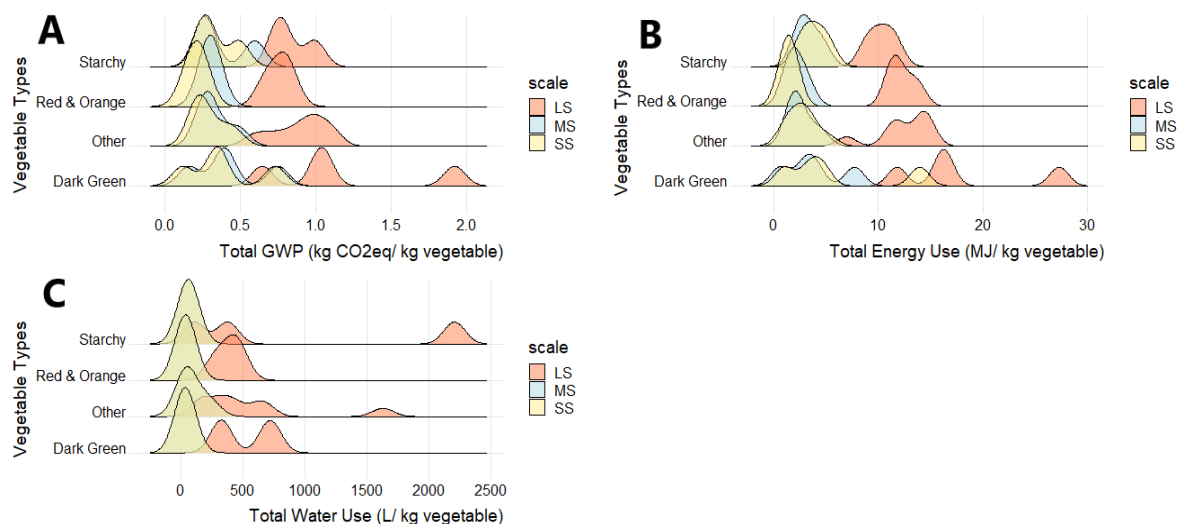 A
Vegetable Types
Starchy
Red & Orange
Other
Dark Green
0.0 0.5 1.0 1.5 2.0
Total GWP (kg CO2eq/ kg vegetable)
scale
LS
MS
SS
B
Vegetable Types
Starchy
Red & Orange
Other
Dark Green
0 10 20 30
Total Energy Use (MJ/ kg vegetable)
scale
LS
MS
SS
C
Vegetable Types
Starchy
Red & Orange
Other
Dark Green
0 500 1000 1500 2000 2500
Total Water Use (L/ kg vegetable)
scale
LS
MS
SS